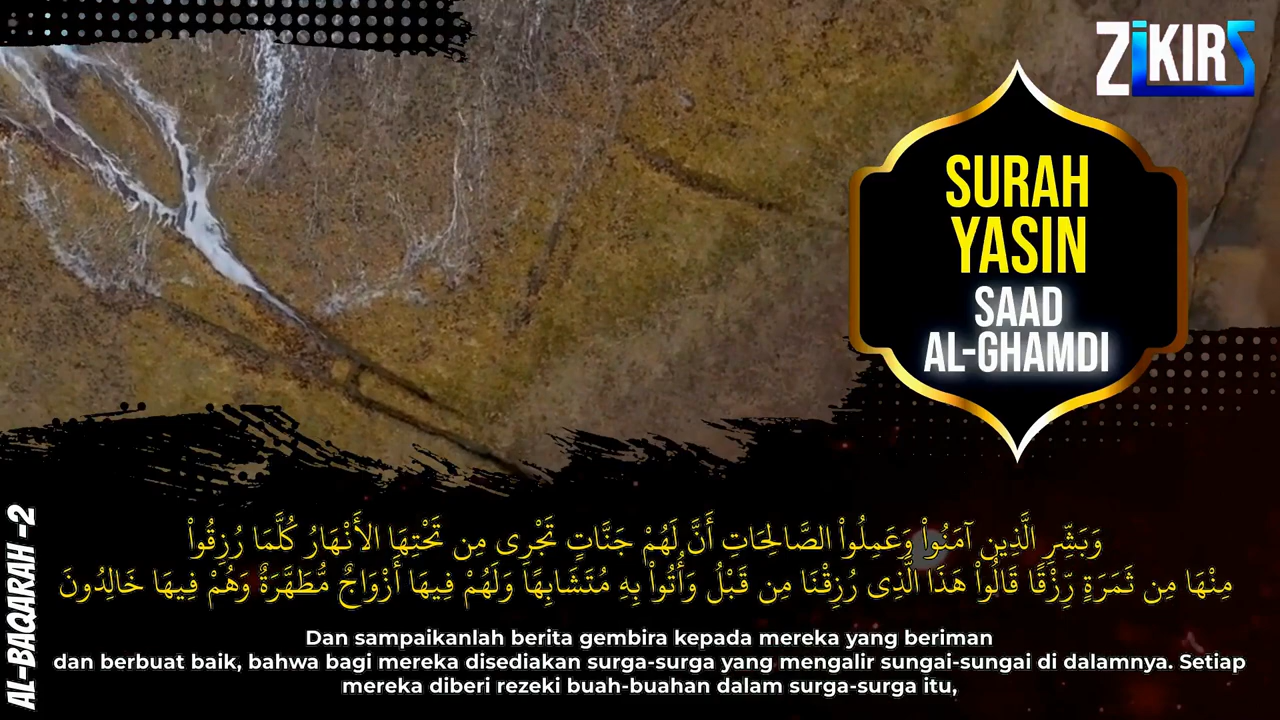 ZiKIRS
SURAH
YASIN
SAAD
AL-GHAMDI
AL-BAQARAH -2
وَبَشِّرِ الَّذِين آمَنُواْ وَعَمِلُواْ الصَّالِحَاتِ أَنَّ لَهُمْ جَنَّاتٍ تَجْرِي مِن تَحْتِهَا الأَنْهَارُ كُلَّمَا رُزِقُواْ
مِنْهَا مِن ثَمَرَةٍ رِّزْقًا قَالُواْ هَذَا الَّذِي رُزِقْنَا مِن قَبْلُ وَأُتُواْ بِهِ مُتَشَابِهًا وَلَهُمْ فِيهَا أَزْوَاجٌ مُّطَهَّرَةٌ وَهُمْ فِيهَا خَالِدُونَ
Dan sampaikanlah berita gembira kepada mereka yang beriman
dan berbuat baik, bahwa bagi mereka disediakan surga-surga yang mengalir sungai-sungai di dalamnya. Setiap
mereka diberi rezeki buah-buahan dalam surga-surga itu,